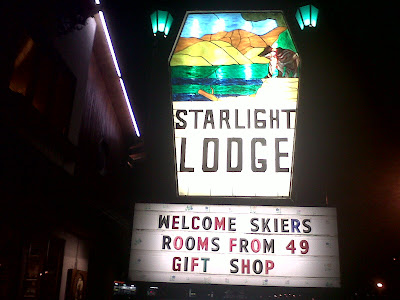 STARLIGHT
LODGE
WELCOME SKIERS
ROOMS FROM 49
GIFT SHOP